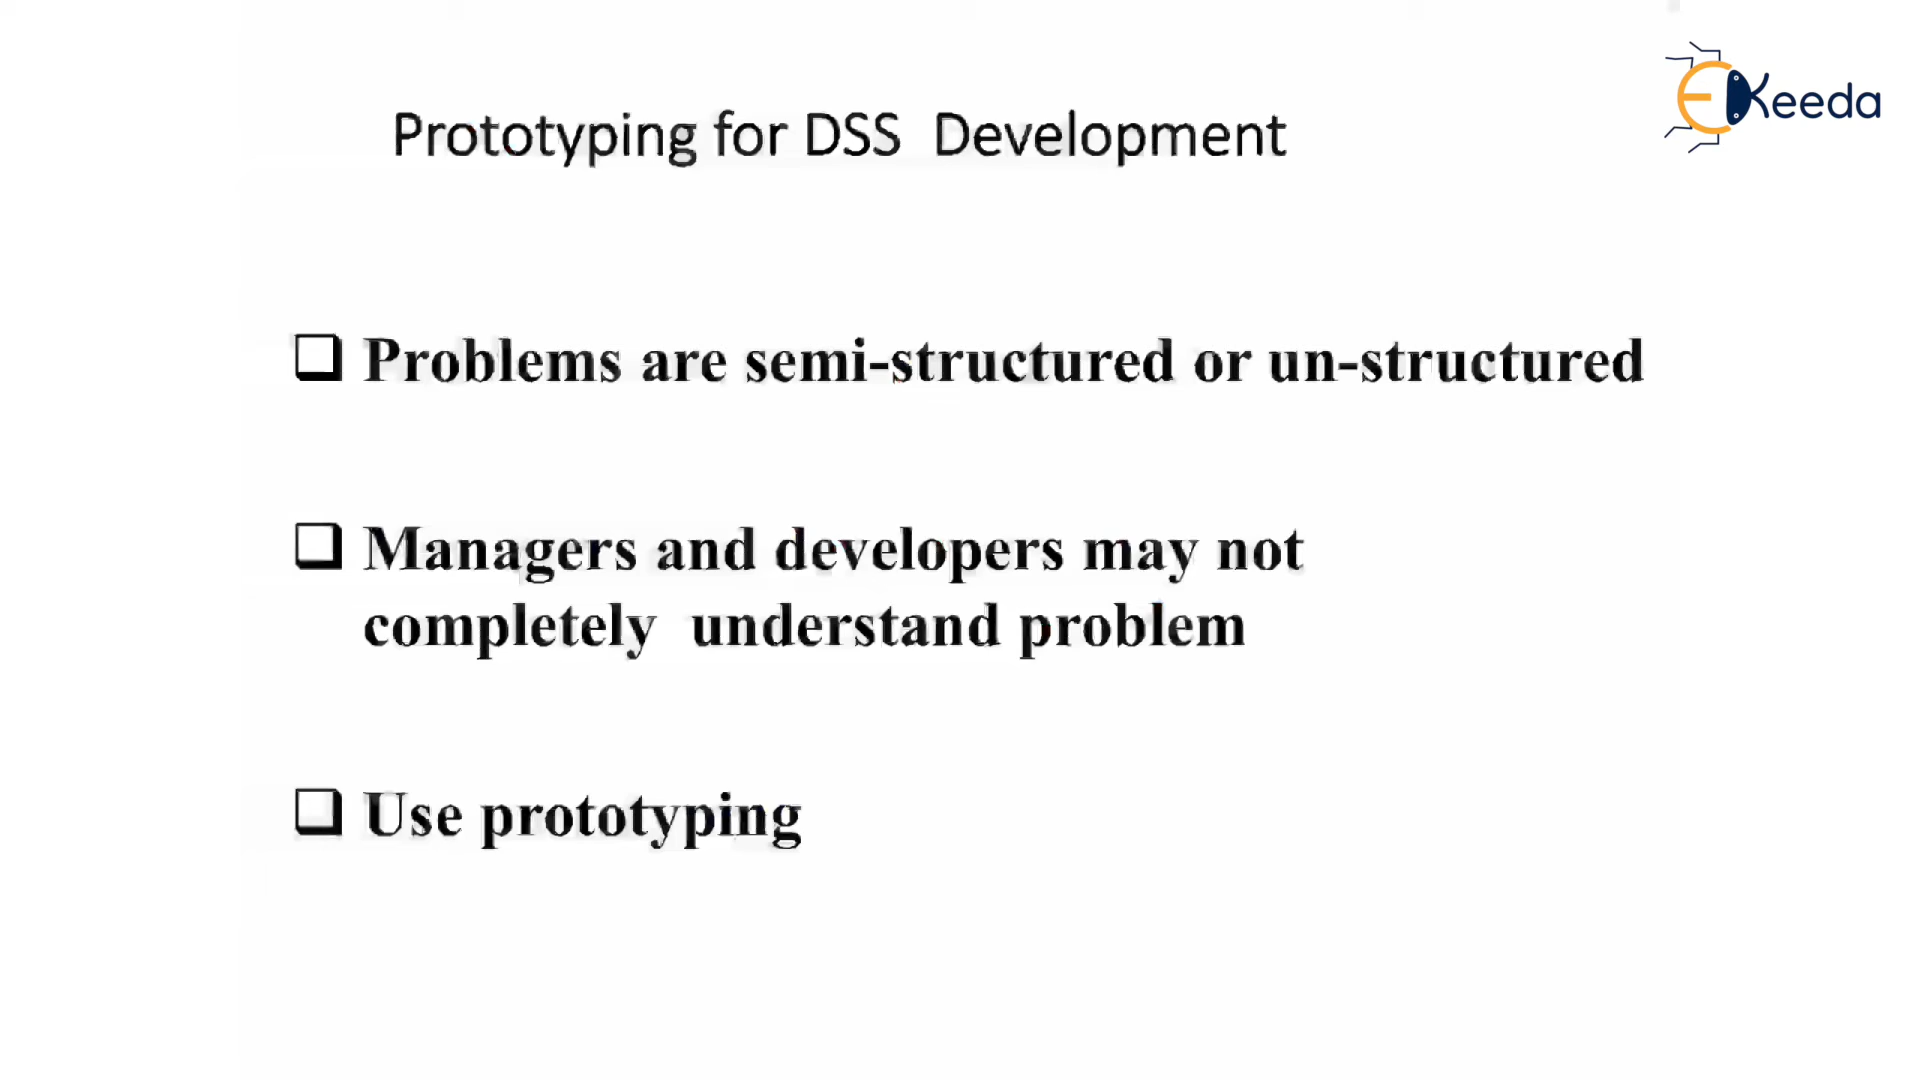 EKeeda
Prototyping for DSS Development
Problems are semi-structured or un-structured
Managers and developers may not
completely understand problem
Use prototyping